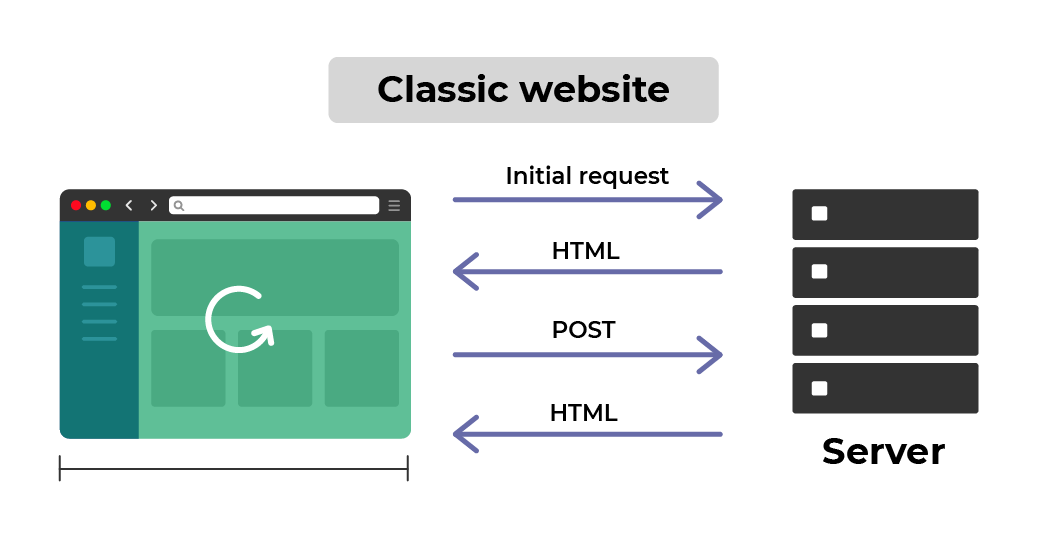 Classic website
Initial request
HTML
POST
HTML
Server